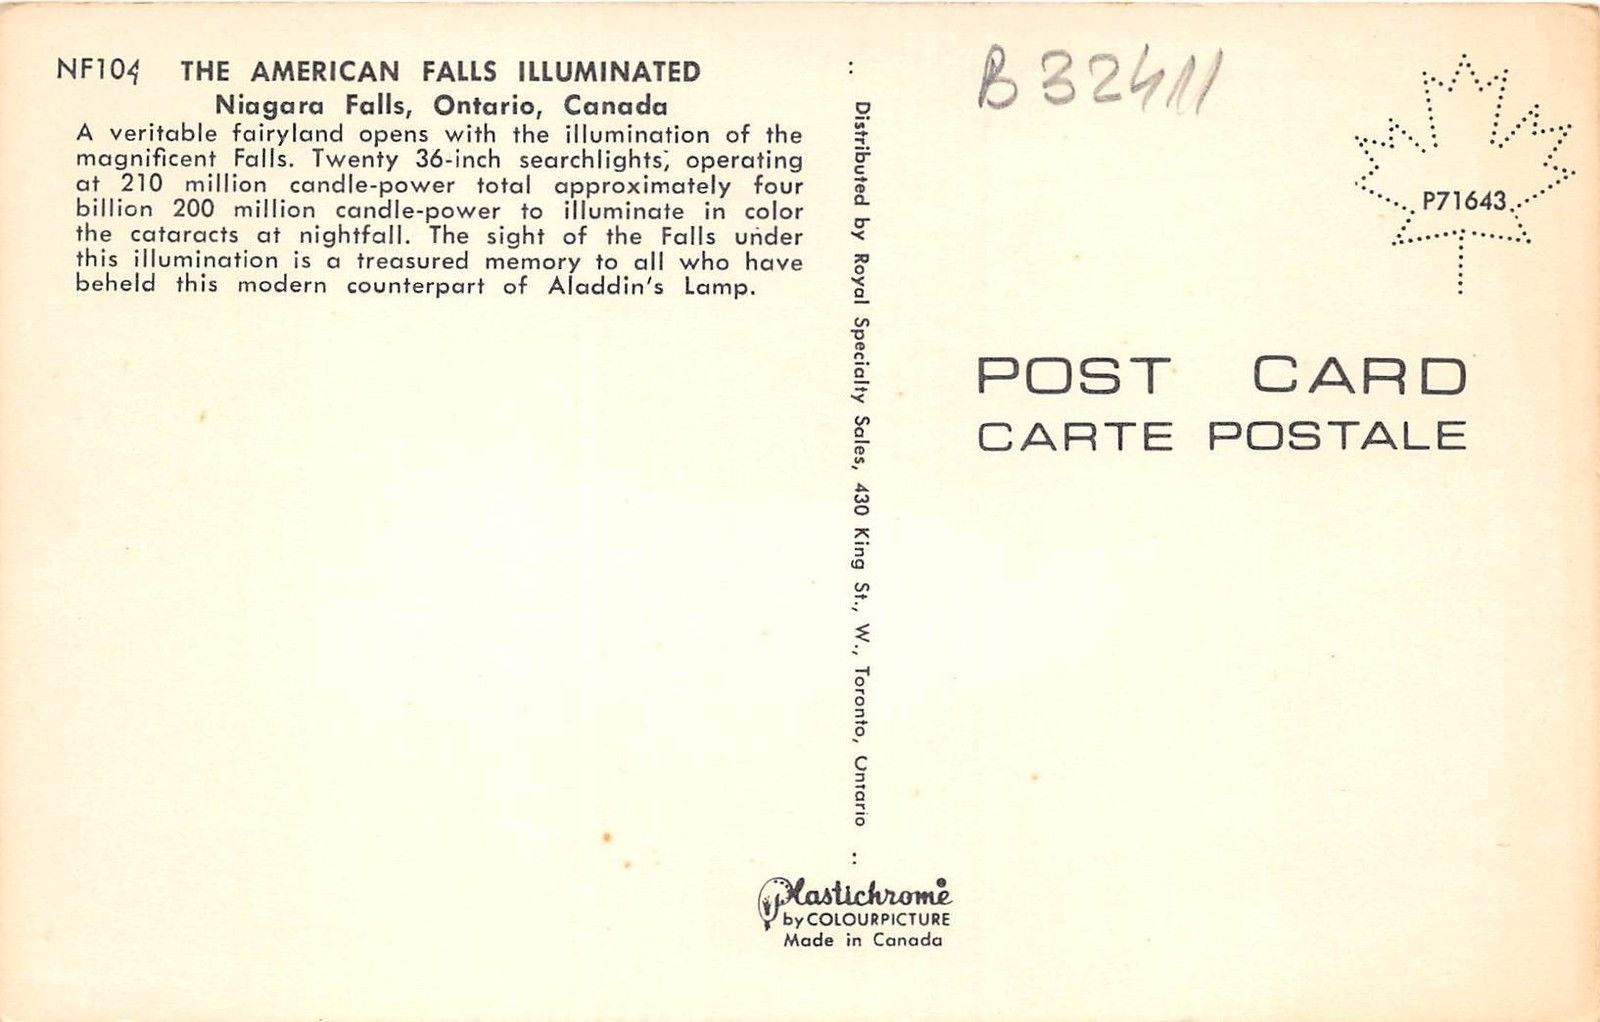 NF104 THE AMERICAN FALLS ILLUMINATED
Niagara Falls, Ontario, Canada
A veritable fairyland opens with the illumination of the
magnificent Falls. Twenty 36-inch searchlights, operating
at 210 million candle-power total approximately four
billion 200 million candle-power to illuminate in color
the cataracts at nightfall. The sight of the Falls under
this illumination is a treasured memory to all who have
beheld this modern counterpart of Aladdin's Lamp.
: Distributed by Royal Specialty Sales, 430 King St., W., Toronto, Ontario :
Plastichrome®
by COLOURPICTURE
Made in Canada
B 32411
P71643
POST CARD
CARTE POSTALE